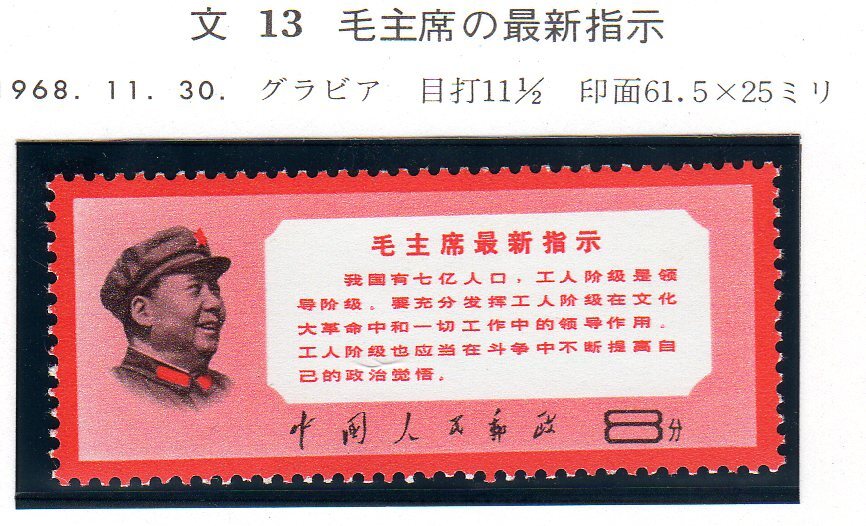 文 13 毛主席の最新指示
1968. 11. 30. グラビア 目打11½ 印面61.5×25ミリ
毛主席最新指示
我国有七亿人口，工人阶级是领
导阶级。要充分发挥工人阶级在文化
大革命中和一切工作中的领导作用。
工人阶级也应当在斗争中不断提高自
己的政治觉悟。
中国人民邮政 8分